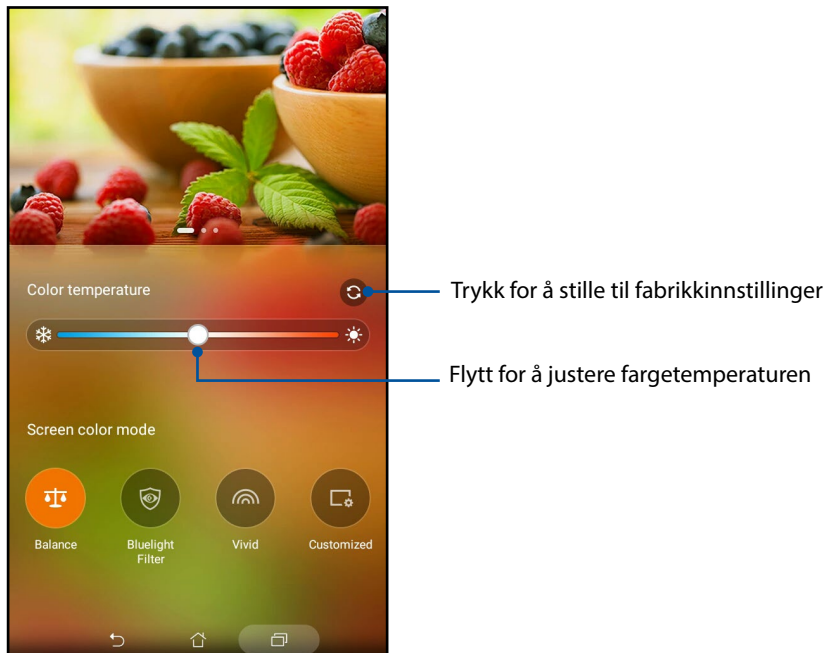 Color temperature
Trykk for å stille til fabrikkinnstillinger
Flytt for å justere fargetemperaturen
Screen color mode
Balance
Bluelight
Filter
Vivid
Customized